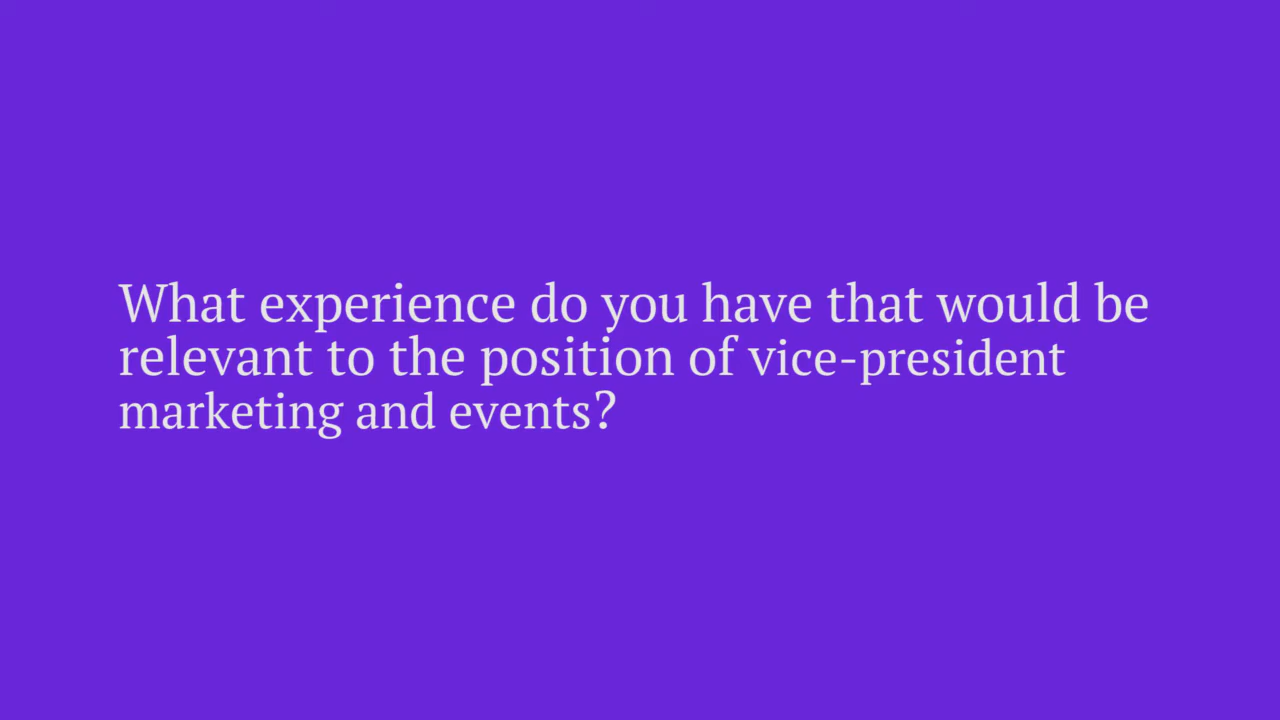 What experience do you have that would be
relevant to the position of vice-president
marketing and events?